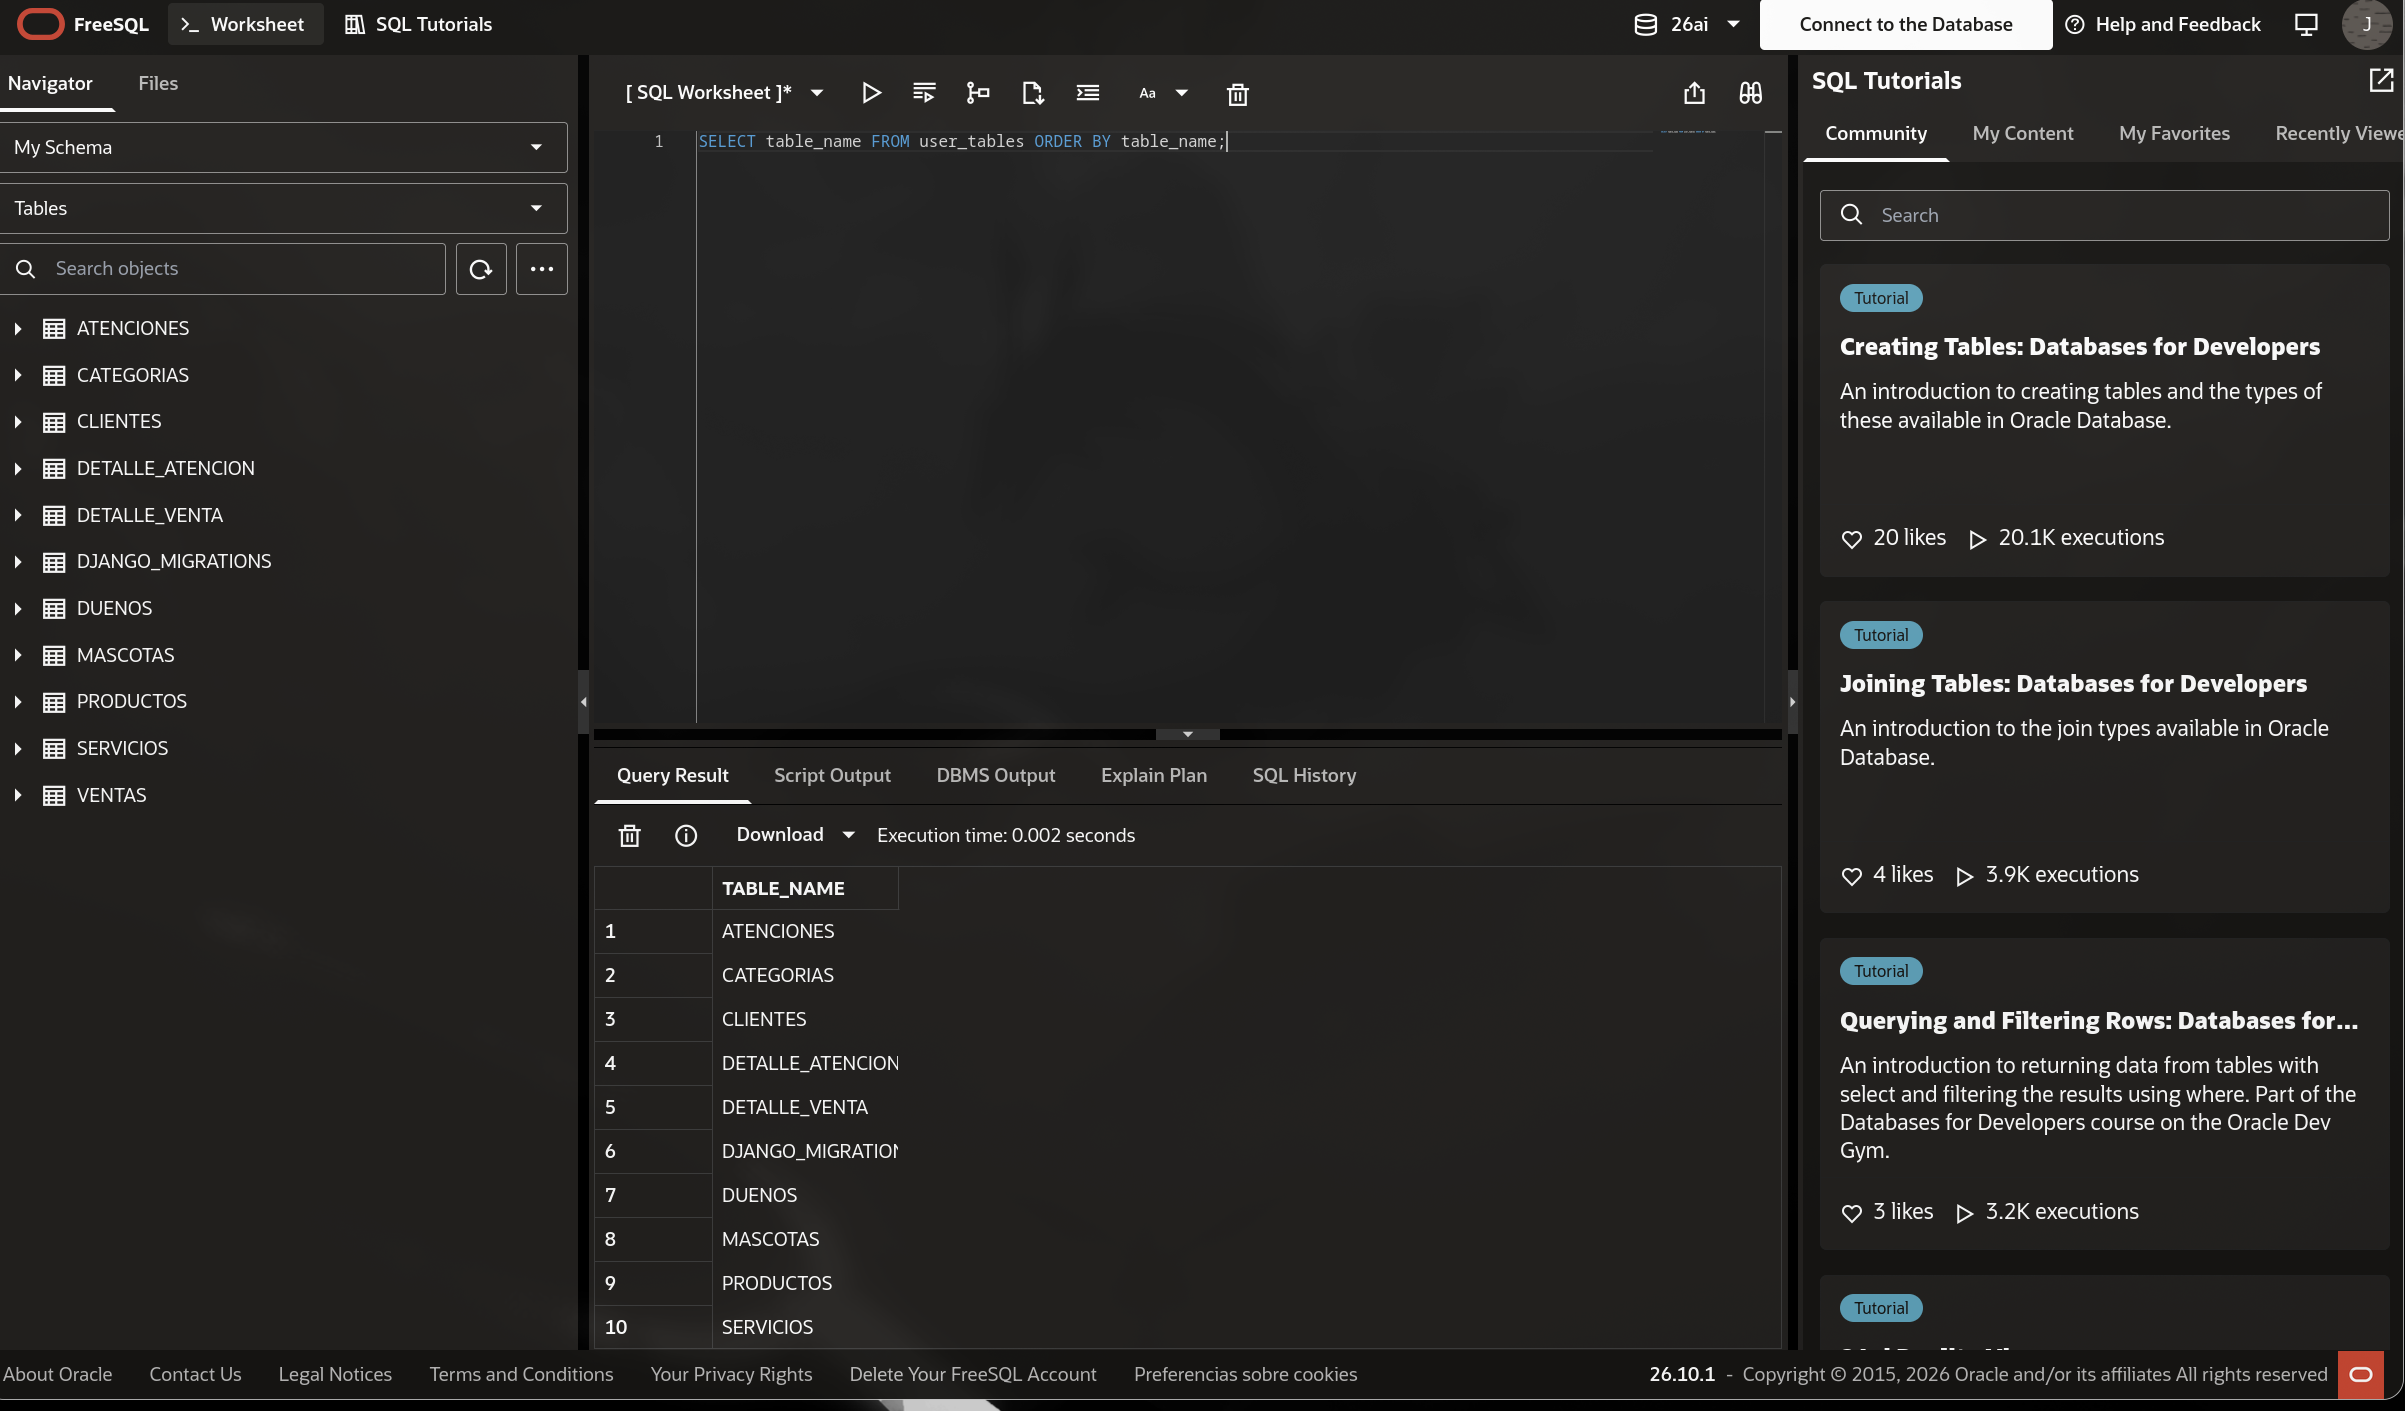 FreeSQL
Worksheet
SQL Tutorials
26ai
Connect to the Database
Help and Feedback
J
Navigator
Files
My Schema
Tables
Search objects
ATENCIONES
CATEGORIAS
CLIENTES
DETALLE_ATENCION
DETALLE_VENTA
DJANGO_MIGRATIONS
DUENOS
MASCOTAS
PRODUCTOS
SERVICIOS
VENTAS
[ SQL Worksheet ]*
Aa
1 SELECT table_name FROM user_tables ORDER BY table_name;
Query Result
Script Output
DBMS Output
Explain Plan
SQL History
Download
Execution time: 0.002 seconds
TABLE_NAME
1 ATENCIONES
2 CATEGORIAS
3 CLIENTES
4 DETALLE_ATENCION
5 DETALLE_VENTA
6 DJANGO_MIGRATION
7 DUENOS
8 MASCOTAS
9 PRODUCTOS
10 SERVICIOS
SQL Tutorials
Community
My Content
My Favorites
Recently Viewe
Search
Tutorial
Creating Tables: Databases for Developers
An introduction to creating tables and the types of
these available in Oracle Database.
20 likes
20.1K executions
Tutorial
Joining Tables: Databases for Developers
An introduction to the join types available in Oracle
Database.
4 likes
3.9K executions
Tutorial
Querying and Filtering Rows: Databases for...
An introduction to returning data from tables with
select and filtering the results using where. Part of the
Databases for Developers course on the Oracle Dev
Gym.
3 likes
3.2K executions
Tutorial
About Oracle
Contact Us
Legal Notices
Terms and Conditions
Your Privacy Rights
Delete Your FreeSQL Account
Preferencias sobre cookies
26.10.1 - Copyright © 2015, 2026 Oracle and/or its affiliates All rights reserved